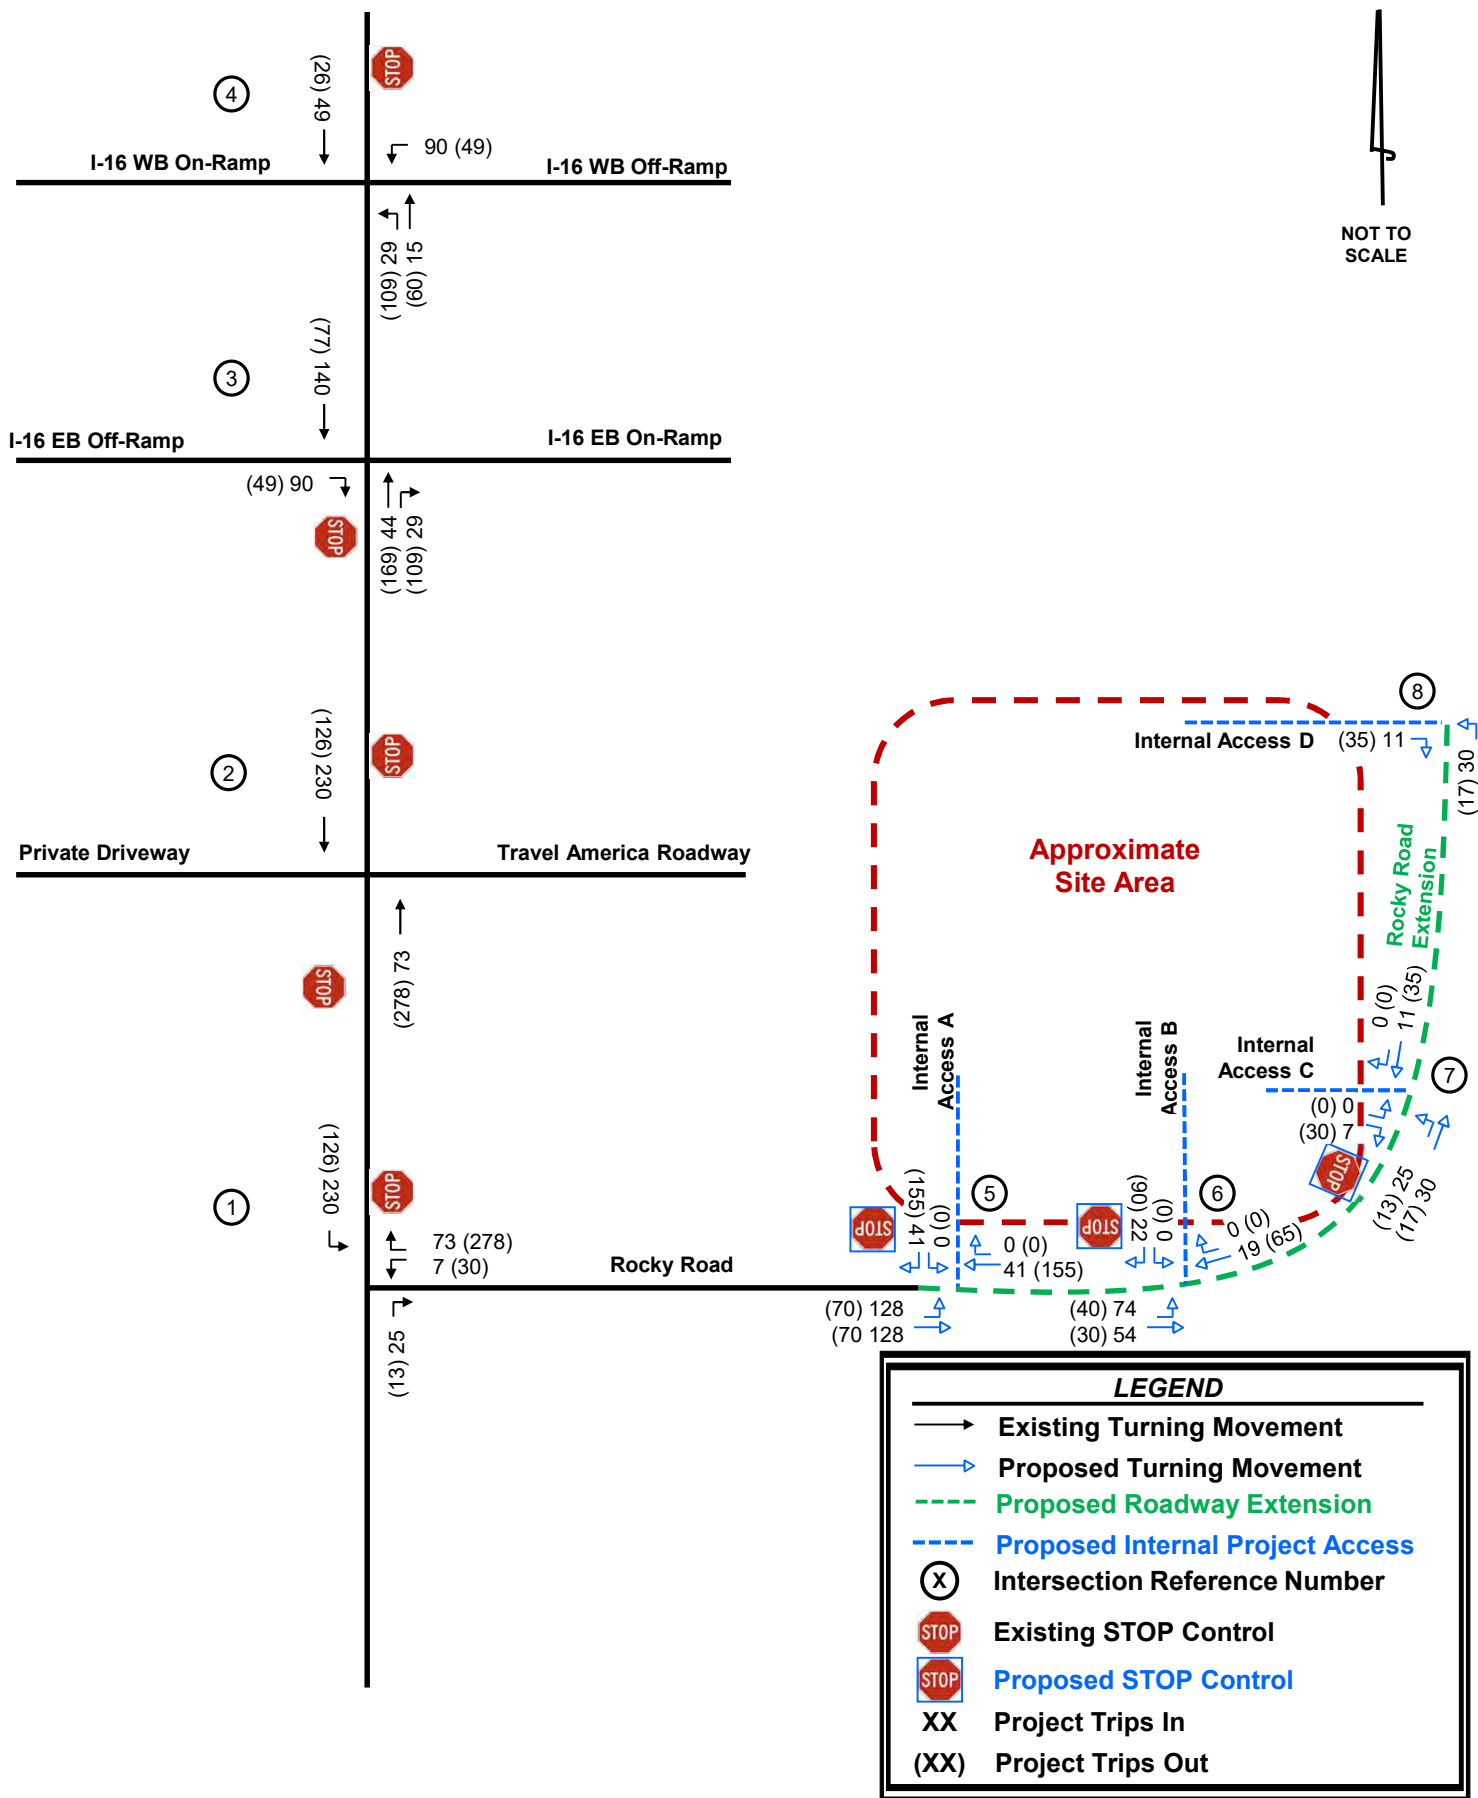 STOP
(26) 49
4
90 (49)
I-16 WB On-Ramp
I-16 WB Off-Ramp
(109) 29
(60) 15
NOT TO
SCALE
(77) 140
3
I-16 EB Off-Ramp
I-16 EB On-Ramp
(49) 90
STOP
(169) 44
(109) 29
8
(126) 230
STOP
2
Internal Access D
(35) 11
(17) 30
Private Driveway
Travel America Roadway
Approximate
Site Area
Rocky Road
Extension
(278) 73
STOP
0 (0)
11 (35)
Internal
Access A
Internal
Access B
Internal
Access C
7
(0) 0
(30) 7
STOP
(13) 25
(17) 30
(126) 230
STOP
1
5
6
(155) 41
(0) 0
STOP
(90) 22
(0) 0
STOP
0 (0)
19 (65)
73 (278)
7 (30)
Rocky Road
0 (0)
41 (155)
(13) 25
(70) 128
(70 128
(40) 74
(30) 54
LEGEND
Existing Turning Movement
Proposed Turning Movement
Proposed Roadway Extension
Proposed Internal Project Access
X Intersection Reference Number
STOP Existing STOP Control
STOP Proposed STOP Control
XX Project Trips In
(XX) Project Trips Out